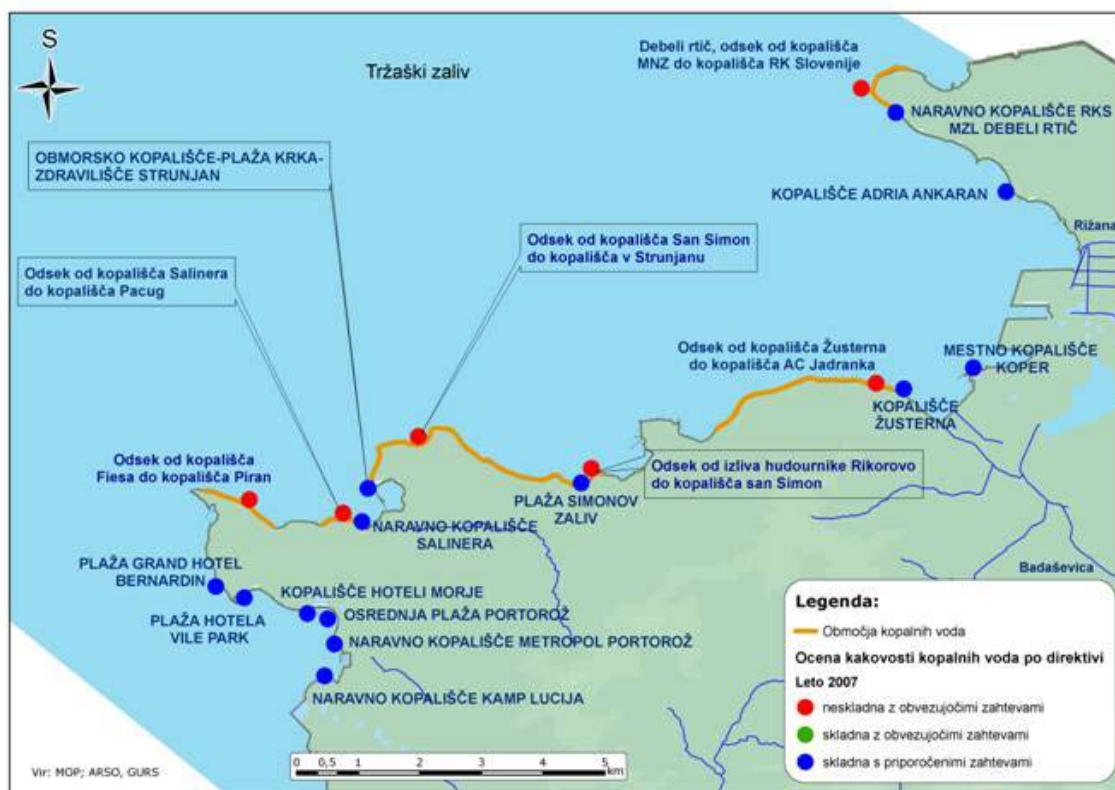 S
Tržaški zaliv
Debeli rtič, odsek od kopališča
MNZ do kopališča RK Slovenije
NARAVNO KOPALIŠČE RKS
MZL DEBELI RTIČ
OBMORSKO KOPALIŠČE-PLAŽA KRKA-
ZDRAVILIŠČE STRUNJAN
KOPALIŠČE ADRIA ANKARAN
Rižana
Odsek od kopališča San Simon
do kopališča v Strunjanu
Odsek od kopališča Salinera
do kopališča Pacug
Odsek od kopališča Žusterna
do kopališča AC Jadranka
MESTNO KOPALIŠČE
KOPER
KOPALIŠČE
ŽUSTERNA
Odsek od kopališča
Fiesa do kopališča Piran
Odsek od izliva hudournike Rikorovo
do kopališča san Simon
PLAŽA SIMONOV
ZALIV
NARAVNO KOPALIŠČE
SALINERA
PLAŽA GRAND HOTEL
BERNARDIN
KOPALIŠČE HOTELI MORJE
PLAŽA HOTELA
VILE PARK
OSREDNJA PLAŽA PORTOROŽ
NARAVNO KOPALIŠČE METROPOL PORTOROŽ
NARAVNO KOPALIŠČE KAMP LUCIJA
Badaševica
Legenda:
Območja kopalnih voda
Ocena kakovosti kopalnih voda po direktivi
Leto 2007
neskladna z obvezujočimi zahtevami
skladna z obvezujočimi zahtevami
skladna s priporočenimi zahtevami
0 0,5 1 2 3 4 5
km
Vir: MOP; ARSO, GURS